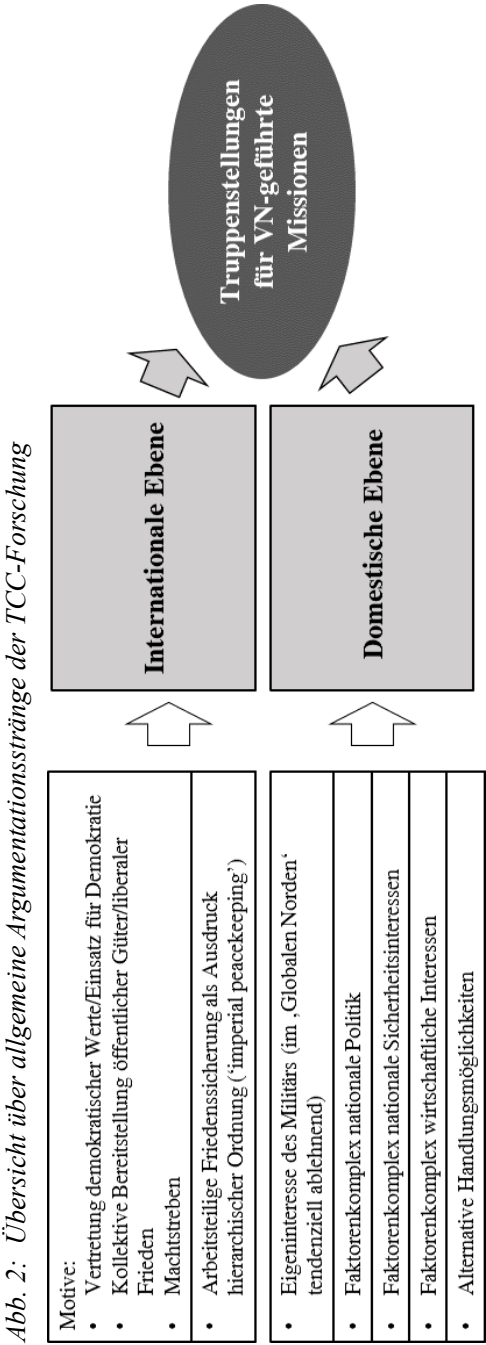 Abb. 2: Übersicht über allgemeine Argumentationsstränge der TCC-Forschung
Motive:
• Vertretung demokratischer Werte/Einsatz für Demokratie
• Kollektive Bereitstellung öffentlicher Güter/liberaler
Frieden
• Machtstreben
• Arbeitsteilige Friedenssicherung als Ausdruck
hierarchischer Ordnung (‘imperial peacekeeping’)
Internationale Ebene
• Eigeninteresse des Militärs (im ‚Globalen Norden‘
tendenziell ablehnend)
• Faktorenkomplex nationale Politik
• Faktorenkomplex nationale Sicherheitsinteressen
• Faktorenkomplex wirtschaftliche Interessen
• Alternative Handlungsmöglichkeiten
Domestische Ebene
Truppenstellungen
für VN-geführte
Missionen